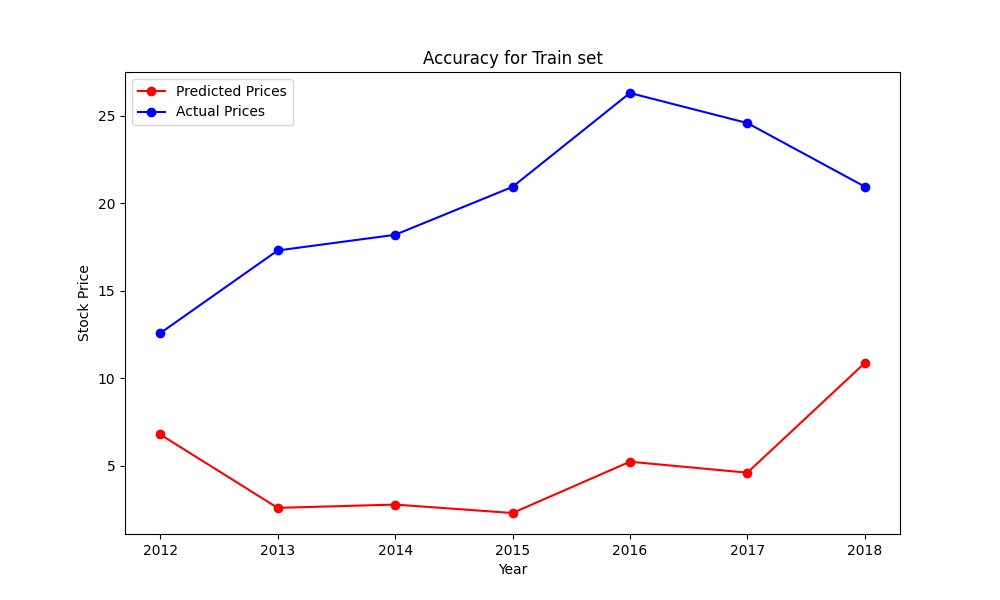 Accuracy for Train set
Predicted Prices
Actual Prices
25
20
15
10
5
Stock Price
2012 2013 2014 2015 2016 2017 2018
Year